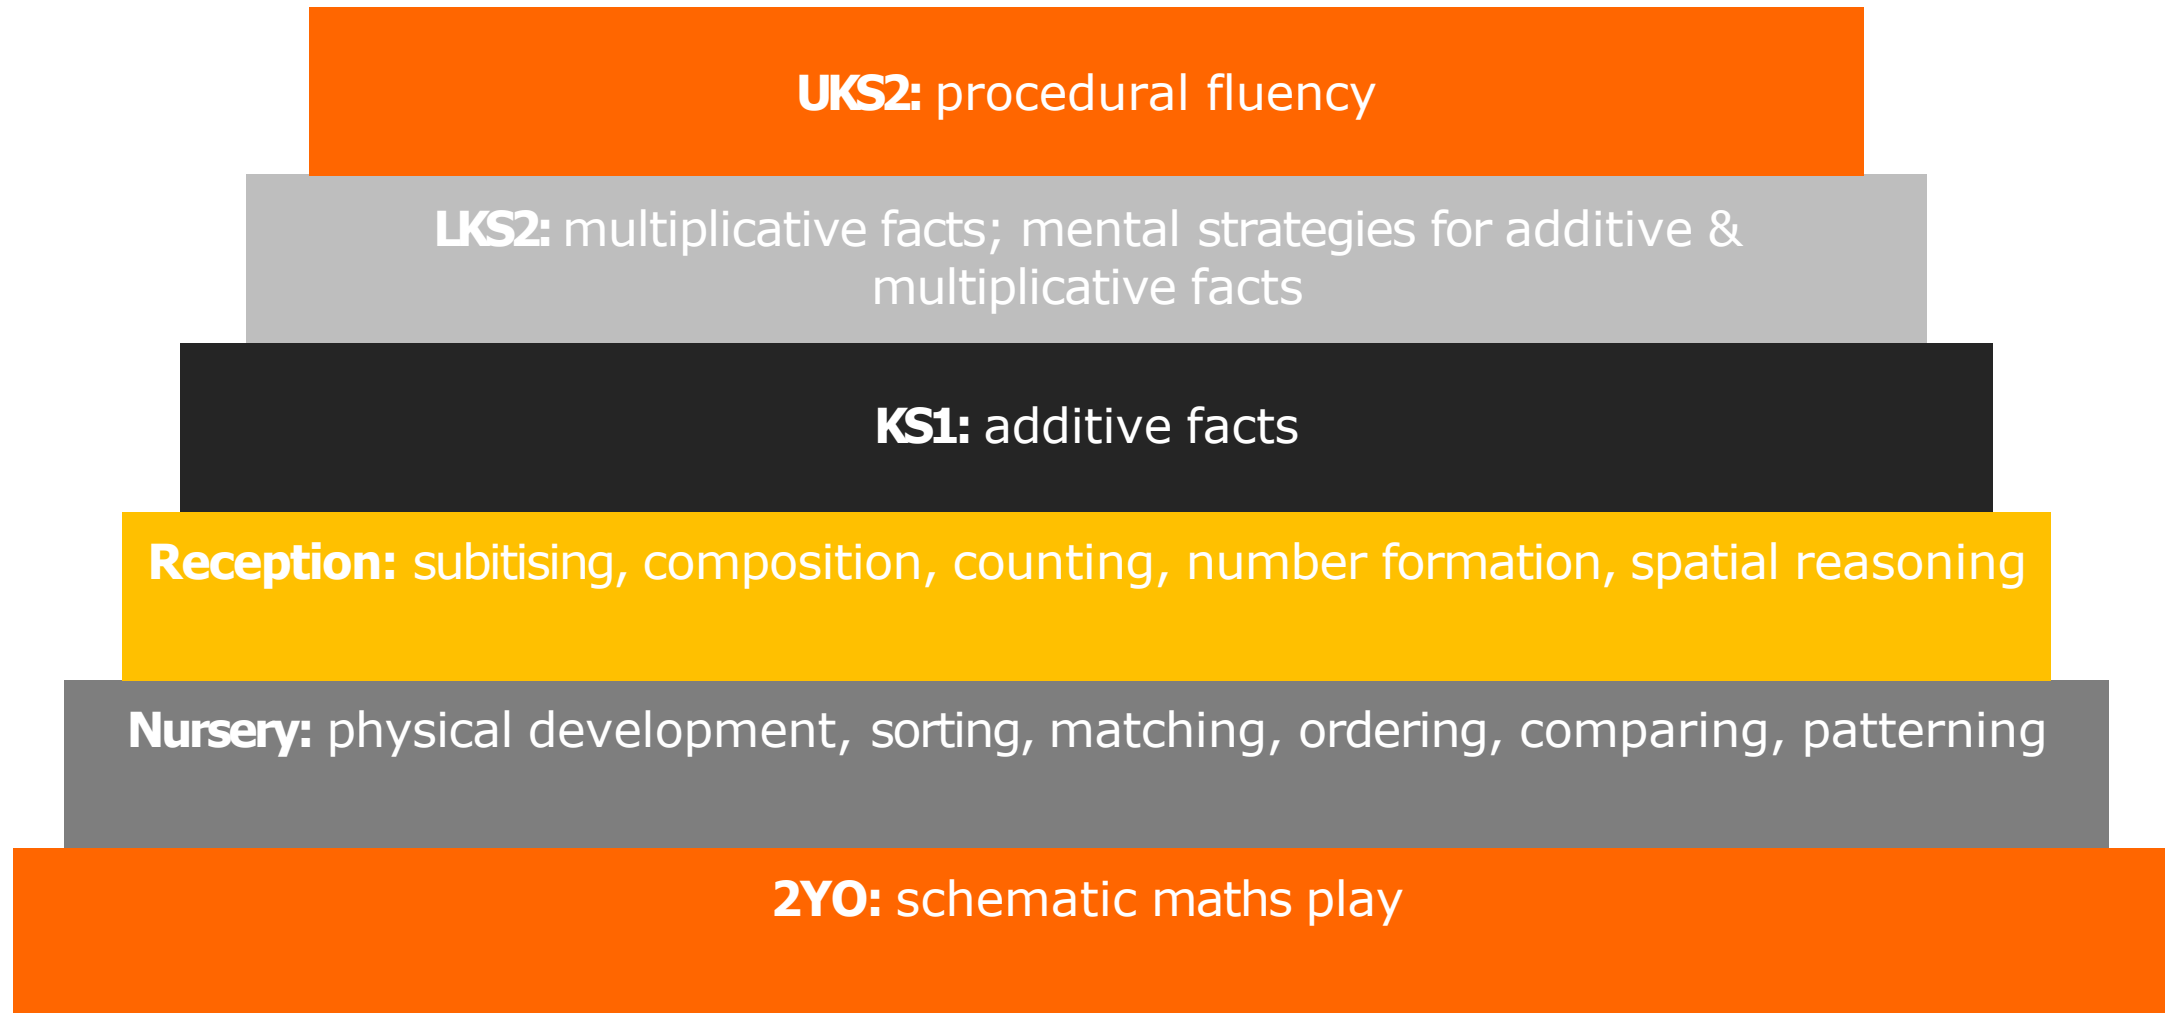 UKS2: procedural fluency
LKS2: multiplicative facts; mental strategies for additive &
multiplicative facts
KS1: additive facts
Reception: subitising, composition, counting, number formation, spatial reasoning
Nursery: physical development, sorting, matching, ordering, comparing, patterning
2YO: schematic maths play